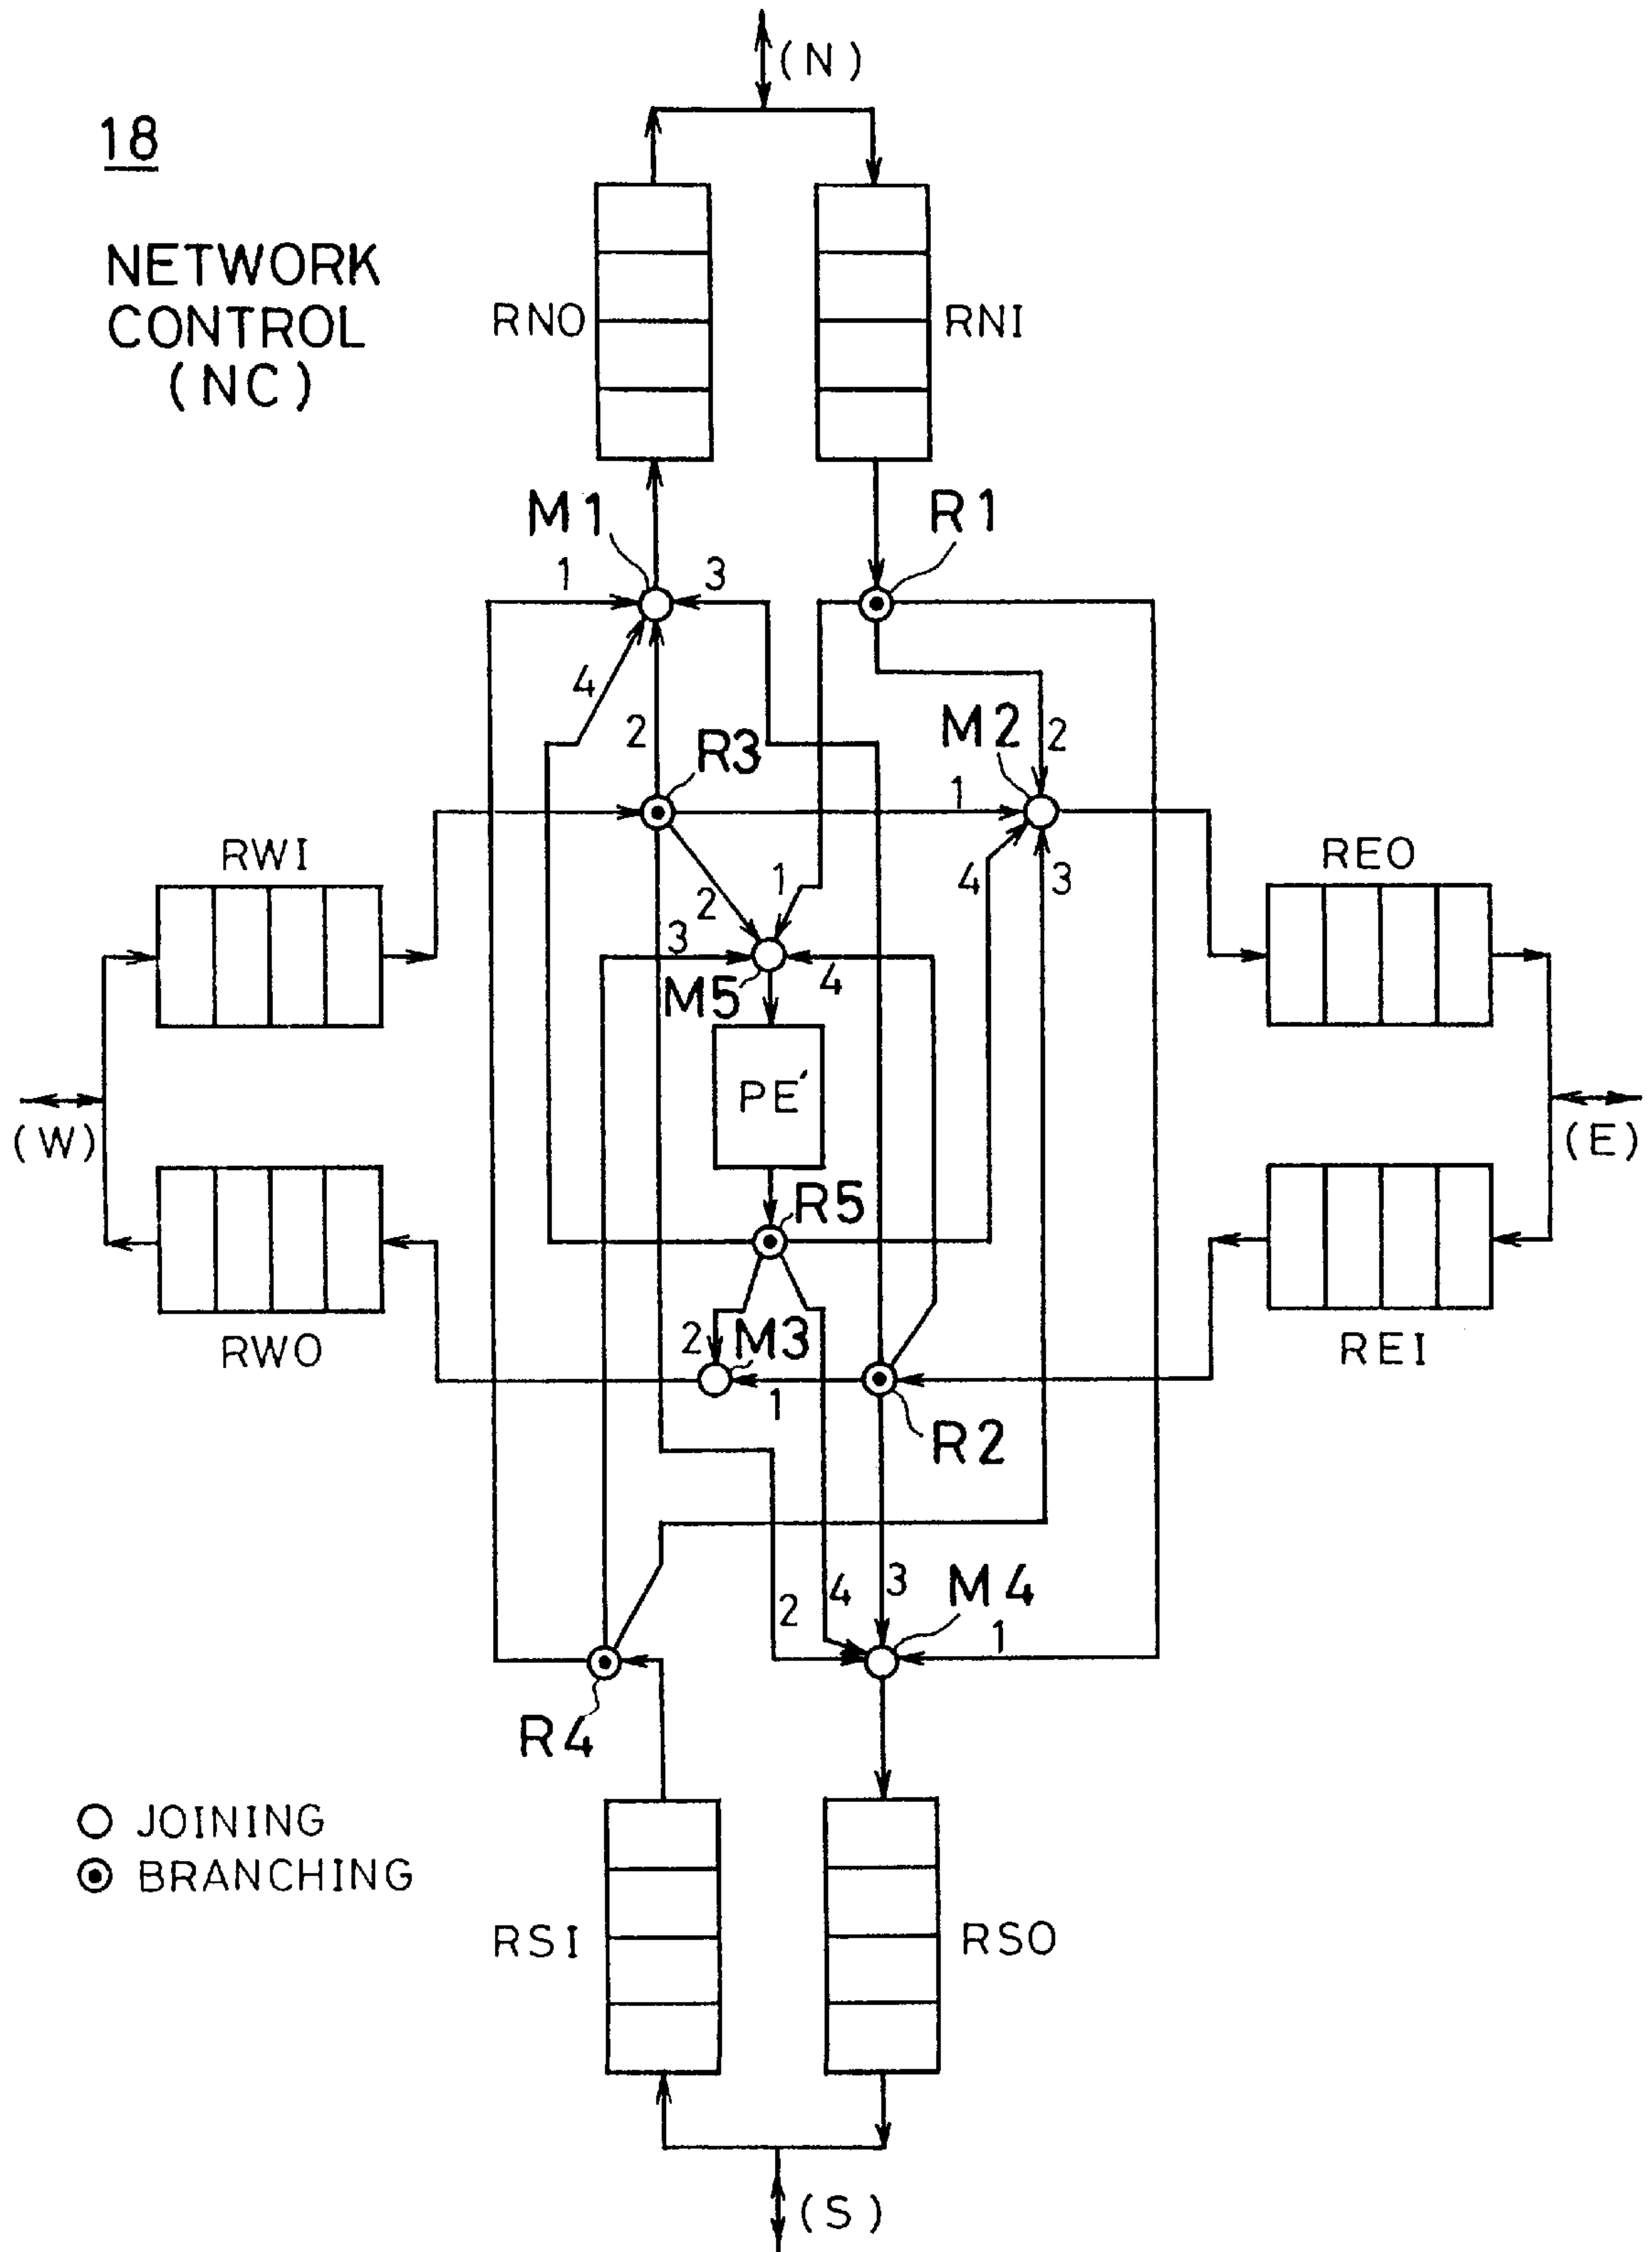 (N)
18
NETWORK
CONTROL
(NC)
RNO
RNI
M1
R1
1
3
4
2
R3
M2
2
1
RWI
REO
1
4
3
2
3
4
M5
PE'
(W)
(E)
R5
2
M3
1
RWO
REI
R2
4
3
M4
2
1
R4
○ JOINING
◉ BRANCHING
RSI
RSO
(S)